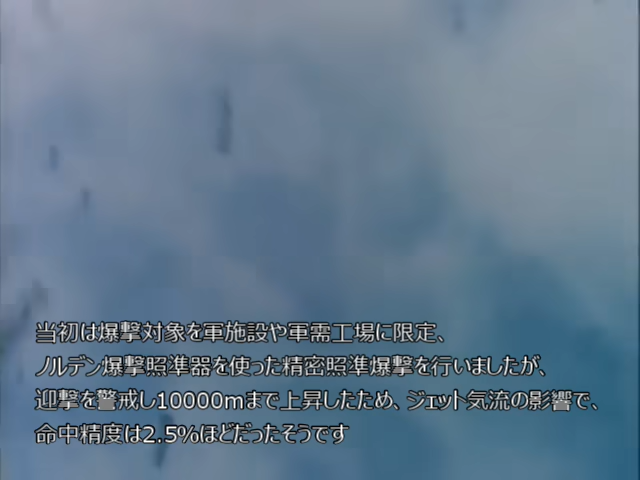 当初は爆撃対象を軍施設や軍需工場に限定、
ノルデン爆撃照準器を使った精密照準爆撃を行いましたが、
迎撃を警戒し10000mまで上昇したため、ジェット気流の影響で、
命中精度は2.5%ほどだったそうです